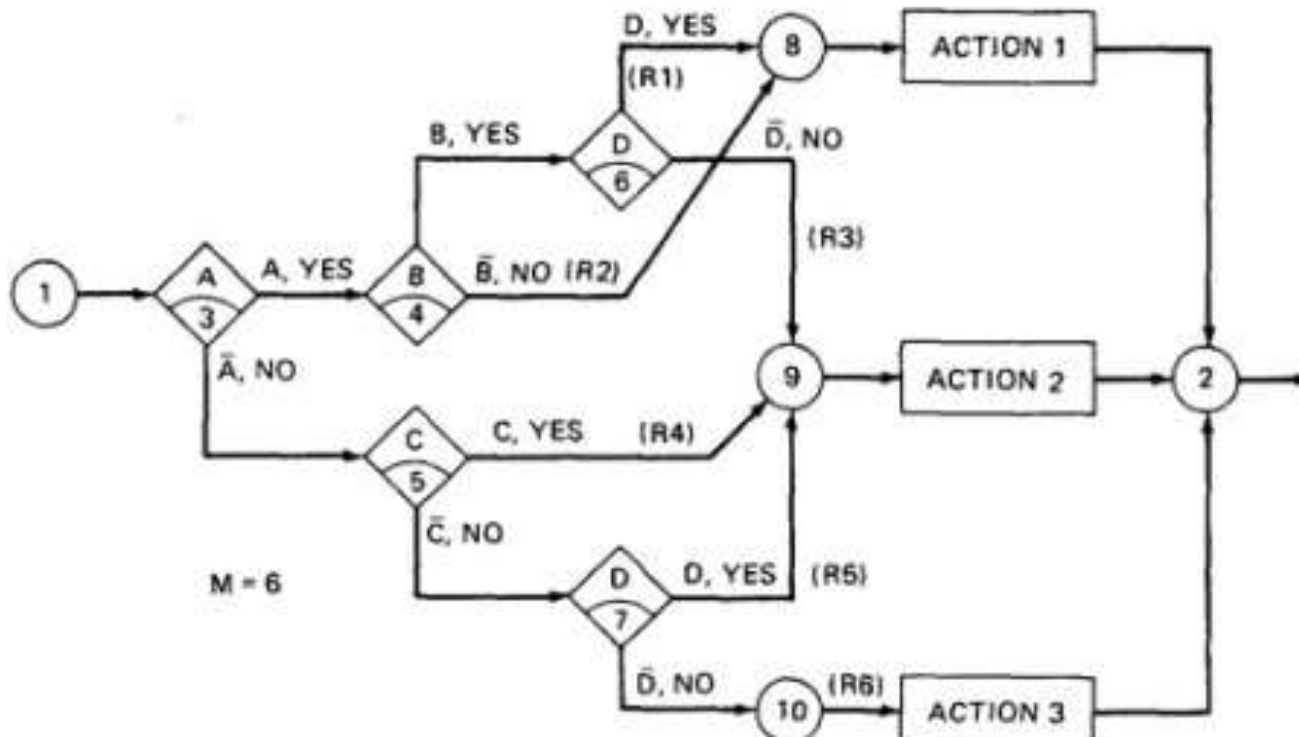 D, YES
8
ACTION 1
(R1)
B, YES
D
6
D̅, NO
(R3)
1
A
3
A, YES
B
4
B̅, NO (R2)
A̅, NO
9
ACTION 2
2
C
5
C, YES (R4)
C̅, NO
M = 6
D
7
D, YES (R5)
D̅, NO
10
(R6)
ACTION 3